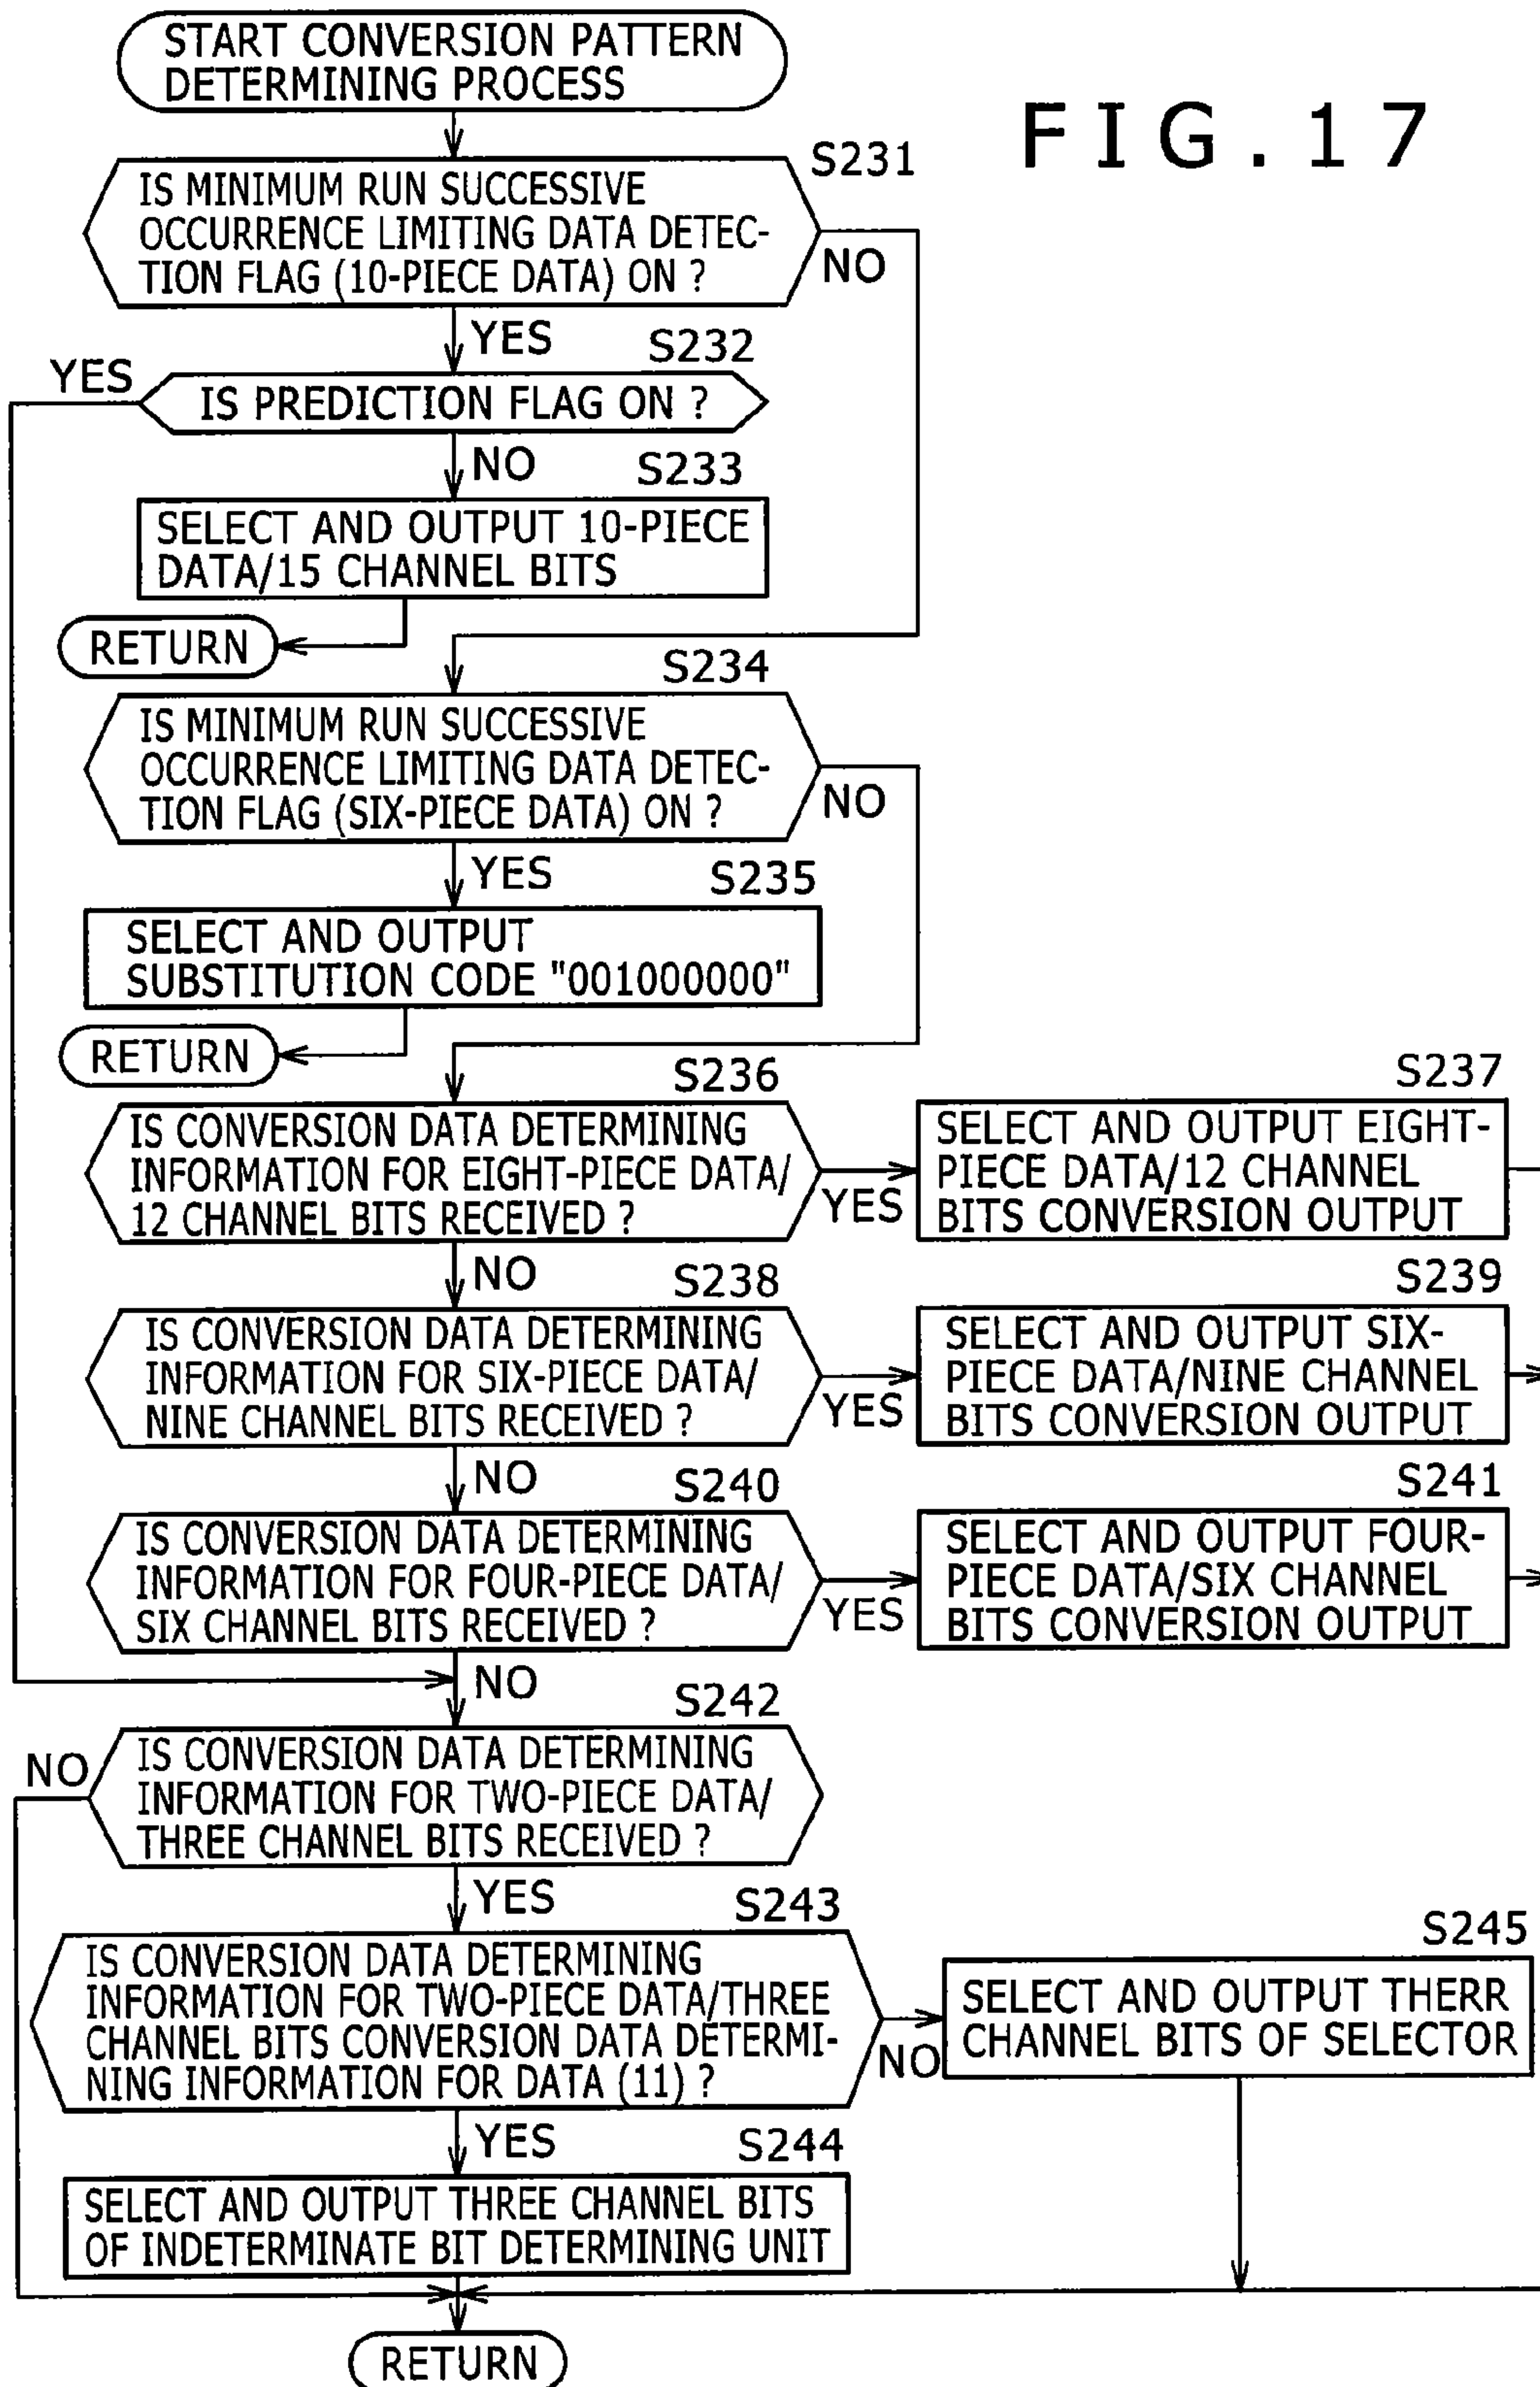 START CONVERSION PATTERN
DETERMINING PROCESS
F I G . 1 7
S231
IS MINIMUM RUN SUCCESSIVE
OCCURRENCE LIMITING DATA DETEC-
TION FLAG (10-PIECE DATA) ON ?
NO
YES
S232
YES
IS PREDICTION FLAG ON ?
NO
S233
SELECT AND OUTPUT 10-PIECE
DATA/15 CHANNEL BITS
RETURN
S234
IS MINIMUM RUN SUCCESSIVE
OCCURRENCE LIMITING DATA DETEC-
TION FLAG (SIX-PIECE DATA) ON ?
NO
YES
S235
SELECT AND OUTPUT
SUBSTITUTION CODE "001000000"
RETURN
S236
IS CONVERSION DATA DETERMINING
INFORMATION FOR EIGHT-PIECE DATA/
12 CHANNEL BITS RECEIVED ?
YES
S237
SELECT AND OUTPUT EIGHT-
PIECE DATA/12 CHANNEL
BITS CONVERSION OUTPUT
NO
S238
IS CONVERSION DATA DETERMINING
INFORMATION FOR SIX-PIECE DATA/
NINE CHANNEL BITS RECEIVED ?
YES
S239
SELECT AND OUTPUT SIX-
PIECE DATA/NINE CHANNEL
BITS CONVERSION OUTPUT
NO
S240
IS CONVERSION DATA DETERMINING
INFORMATION FOR FOUR-PIECE DATA/
SIX CHANNEL BITS RECEIVED ?
YES
S241
SELECT AND OUTPUT FOUR-
PIECE DATA/SIX CHANNEL
BITS CONVERSION OUTPUT
NO
S242
NO
IS CONVERSION DATA DETERMINING
INFORMATION FOR TWO-PIECE DATA/
THREE CHANNEL BITS RECEIVED ?
YES
S243
IS CONVERSION DATA DETERMINING
INFORMATION FOR TWO-PIECE DATA/THREE
CHANNEL BITS CONVERSION DATA DETERMI-
NING INFORMATION FOR DATA (11) ?
NO
S245
SELECT AND OUTPUT THERR
CHANNEL BITS OF SELECTOR
YES
S244
SELECT AND OUTPUT THREE CHANNEL BITS
OF INDETERMINATE BIT DETERMINING UNIT
RETURN